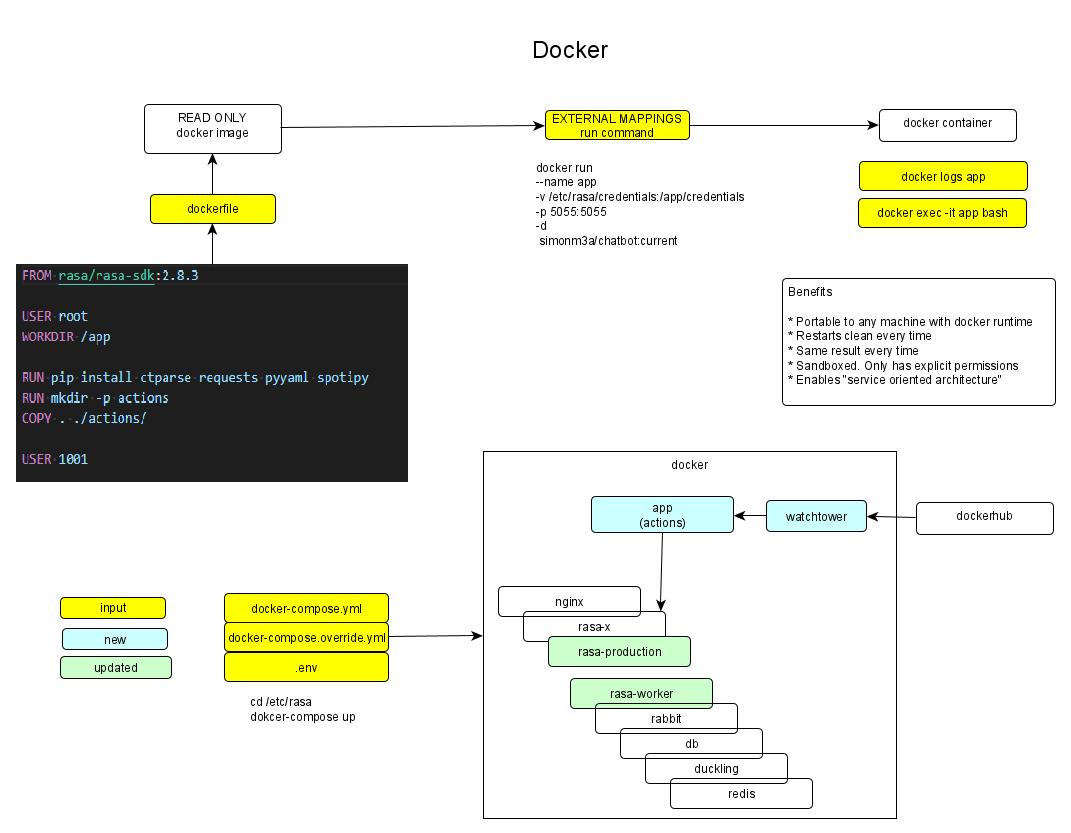 Docker
READ ONLY
docker image
EXTERNAL MAPPINGS
run command
docker container
dockerfile
docker run
--name app
-v /etc/rasa/credentials:/app/credentials
-p 5055:5055
-d
simonm3a/chatbot:current
docker logs app
docker exec -it app bash
FROM rasa/rasa-sdk:2.8.3
USER root
WORKDIR /app
RUN pip install ctparse requests pyyaml spotipy
RUN mkdir -p actions
COPY . ./actions/
USER 1001
Benefits
* Portable to any machine with docker runtime
* Restarts clean every time
* Same result every time
* Sandboxed. Only has explicit permissions
* Enables "service oriented architecture"
docker
app
(actions)
watchtower
dockerhub
nginx
rasa-x
rasa-production
rasa-worker
rabbit
db
duckling
redis
input
new
updated
docker-compose.yml
docker-compose.override.yml
.env
cd /etc/rasa
dokcer-compose up